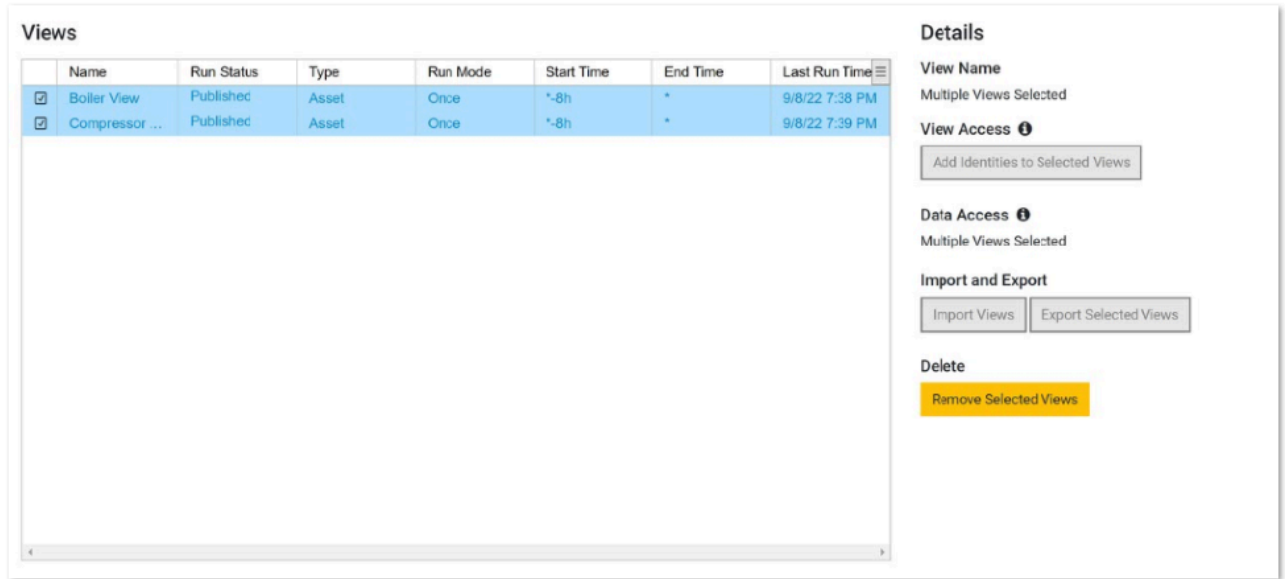 Views
Name Run Status Type Run Mode Start Time End Time Last Run Time
Boiler View Published Asset Once *-8h * 9/8/22 7:38 PM
Compressor ... Published Asset Once *-8h * 9/8/22 7:39 PM
Details
View Name
Multiple Views Selected
View Access
Add Identities to Selected Views
Data Access
Multiple Views Selected
Import and Export
Import Views Export Selected Views
Delete
Remove Selected Views